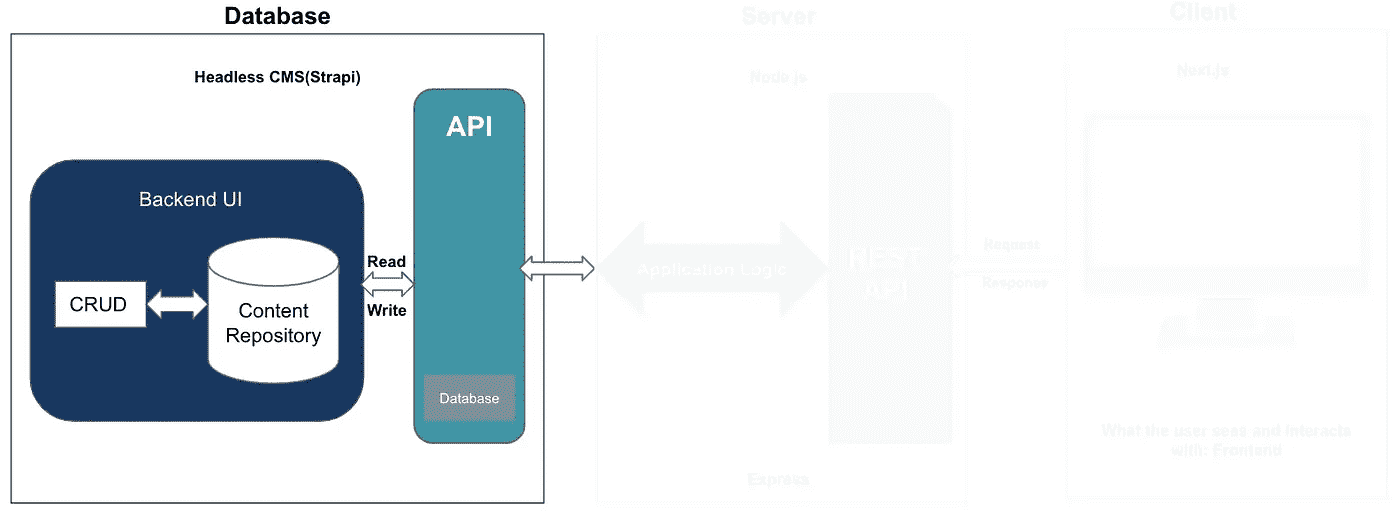 Database
Server
Client
Headless CMS(Strapi)
Node.js
Next.js
API
Backend UI
Read
Write
CRUD
Content
Repository
Database
Application Logic
REST
API
Request
Response
What the user sees and interacts
with: Frontend
Express